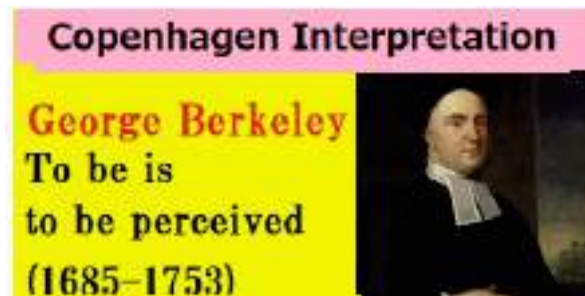 Copenhagen Interpretation
George Berkeley
To be is
to be perceived
(1685–1753)